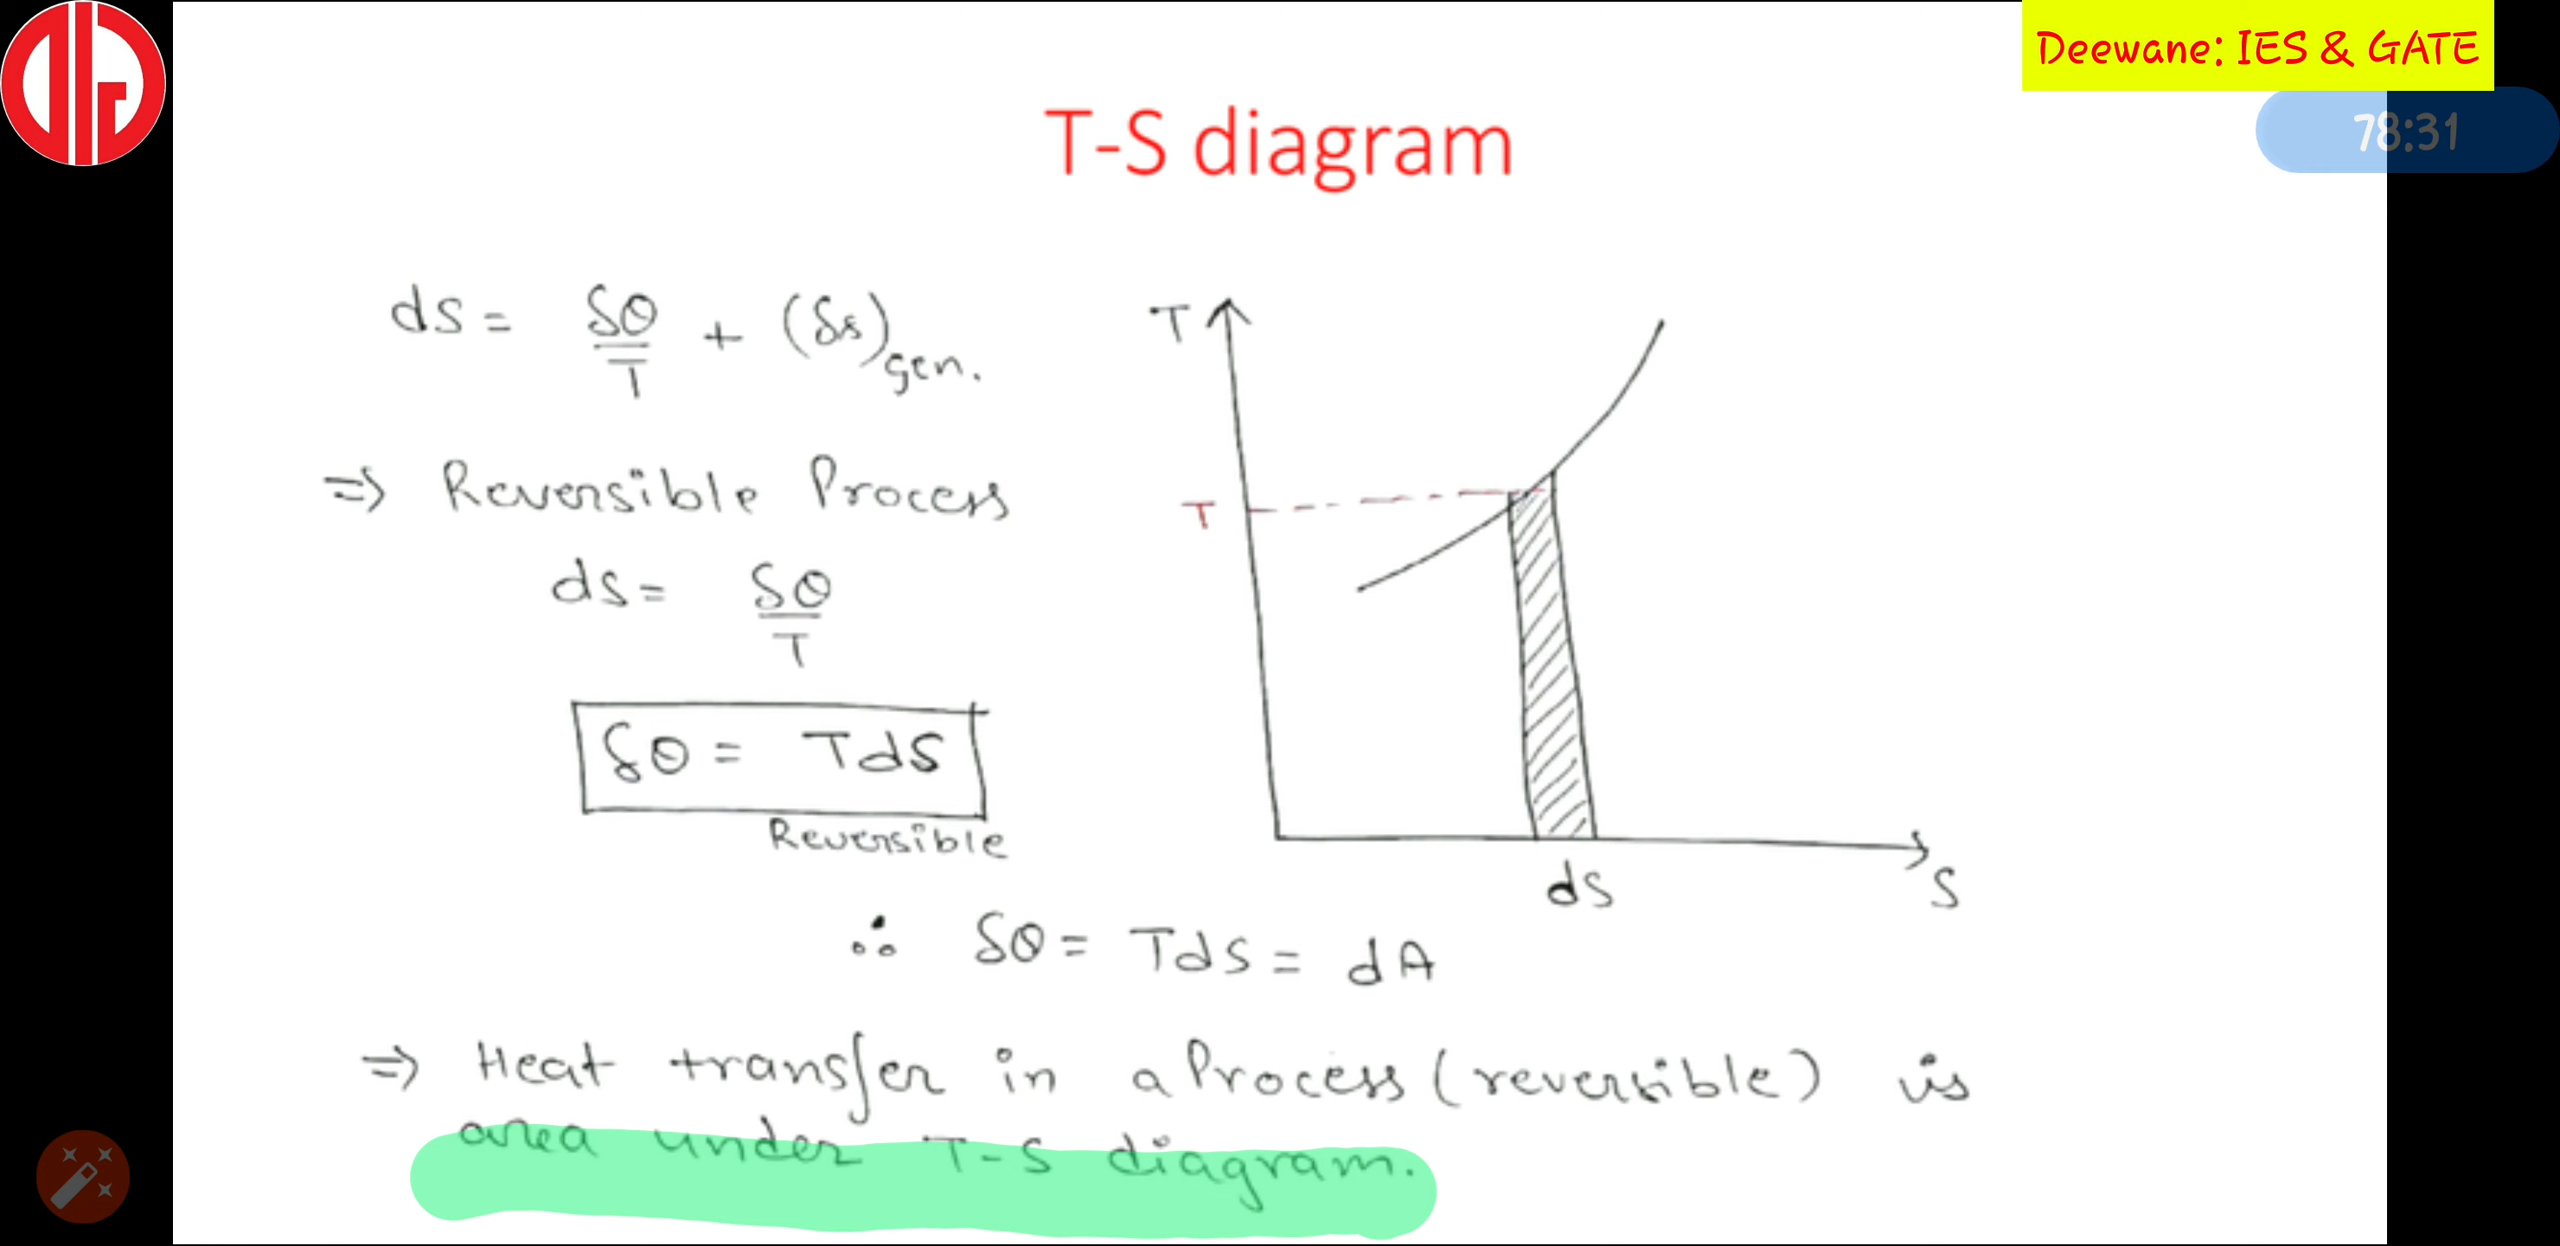 Deewane: IES & GATE
78:31
T-S diagram
ds = δQ/T + (δs)gen.
⇒ Reversible Process
ds = δQ/T
δQ = TdS
Reversible
T
T
ds
S
∴ δQ = TdS = dA
⇒ Heat transfer in a Process (reversible) is
area under T-S diagram.